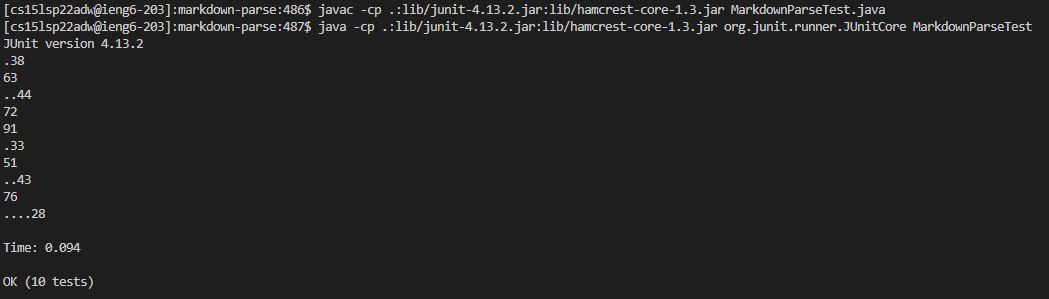 [cs15lsp22adw@ieng6-203]:markdown-parse:486$ javac -cp .:lib/junit-4.13.2.jar:lib/hamcrest-core-1.3.jar MarkdownParseTest.java
[cs15lsp22adw@ieng6-203]:markdown-parse:487$ java -cp .:lib/junit-4.13.2.jar:lib/hamcrest-core-1.3.jar org.junit.runner.JUnitCore MarkdownParseTest
JUnit version 4.13.2
.38
63
..44
72
91
.33
51
..43
76
....28
Time: 0.094
OK (10 tests)